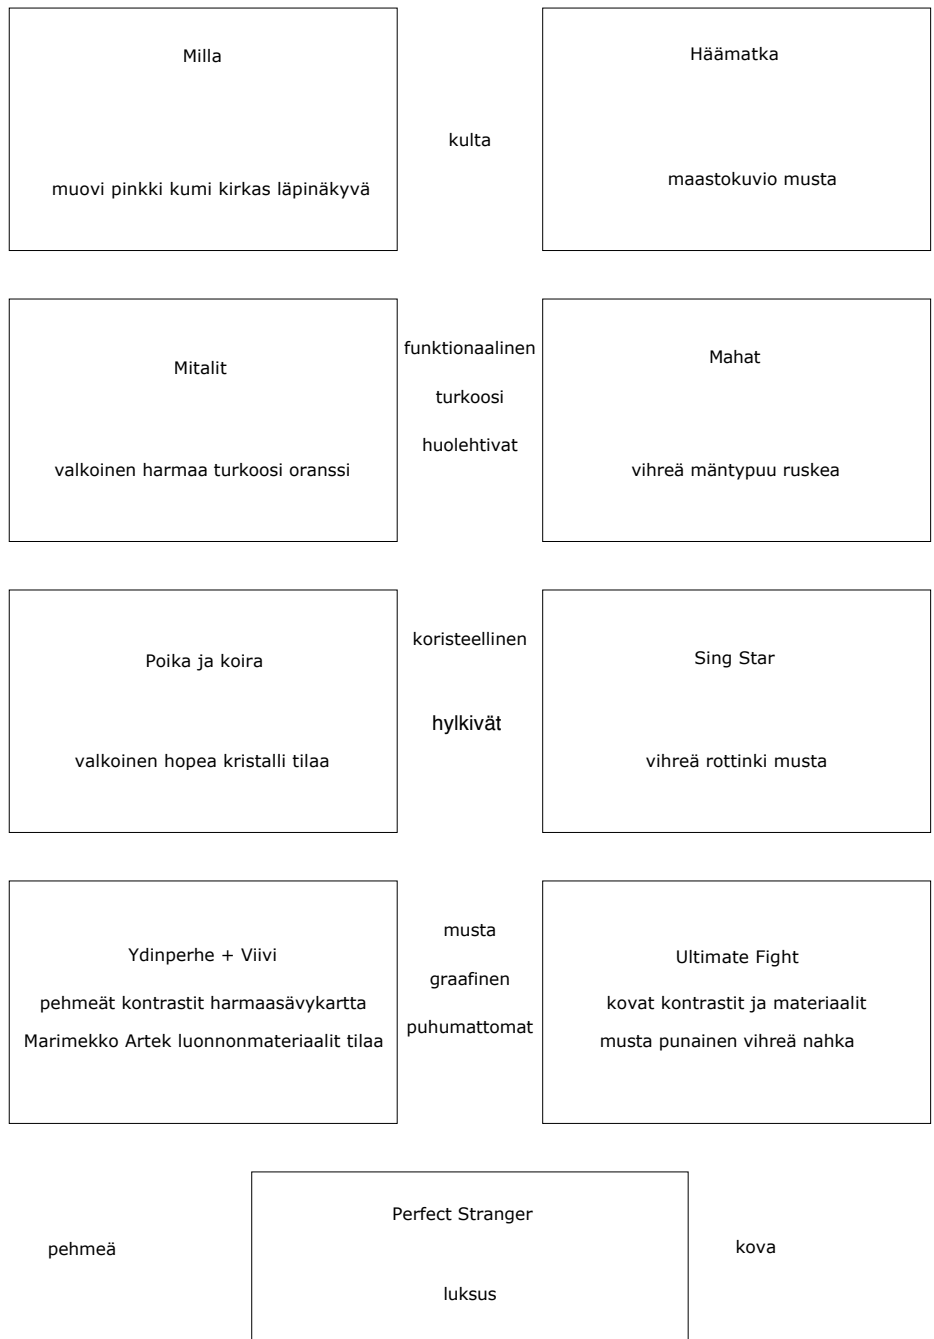 Milla
muovi pinkki kumi kirkas läpinäkyvä
kulta
Häämatka
maastokuvio musta
Mitalit
valkoinen harmaa turkoosi oranssi
funktionaalinen
turkoosi
huolehtivat
Mahat
vihreä mäntypuu ruskea
Poika ja koira
valkoinen hopea kristalli tilaa
koristeellinen
hylkivät
Sing Star
vihreä rottinki musta
Ydinperhe + Viivi
pehmeät kontrastit harmaasävykartta
Marimekko Artek luonnonmateriaalit tilaa
musta
graafinen
puhumattomat
Ultimate Fight
kovat kontrastit ja materiaalit
musta punainen vihreä nahka
pehmeä
Perfect Stranger
luksus
kova